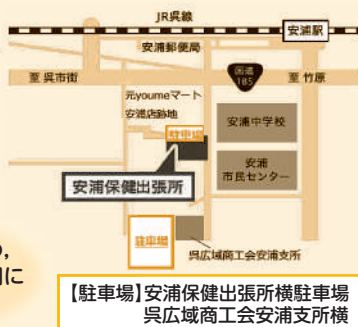 JR呉線
安浦駅
安浦郵便局
至 呉市街
国道
185
至 竹原
元youmeマート
安浦店跡地
駐車場
安浦中学校
安浦保健出張所
安浦
市民センター
駐車場
呉広域商工会安浦支所
に
【駐車場】安浦保健出張所横駐車場
呉広域商工会安浦支所横